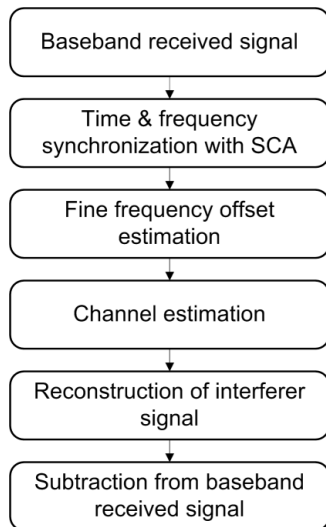 Baseband received signal
Time & frequency
synchronization with SCA
Fine frequency offset
estimation
Channel estimation
Reconstruction of interferer
signal
Subtraction from baseband
received signal